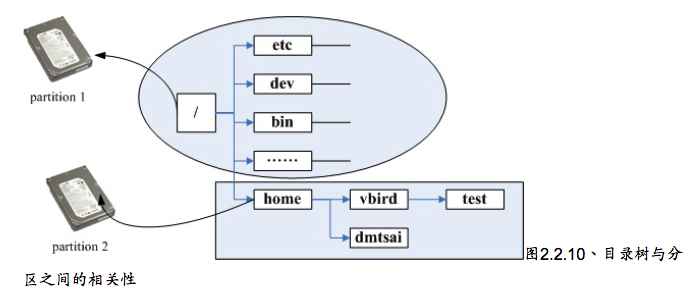 etc
dev
partition 1
/
bin
……
home
vbird
test
partition 2
dmtsai
图2.2.10、目录树与分
区之间的相关性